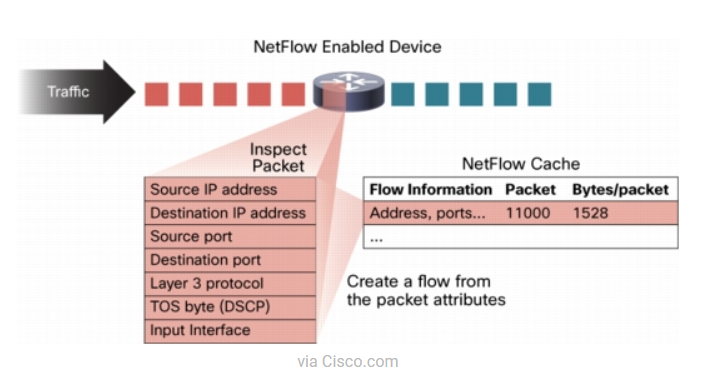 NetFlow Enabled Device
Traffic
Inspect
Packet
Source IP address
Destination IP address
Source port
Destination port
Layer 3 protocol
TOS byte (DSCP)
Input Interface
NetFlow Cache
Flow Information Packet Bytes/packet
Address, ports... 11000 1528
...
Create a flow from
the packet attributes
via Cisco.com